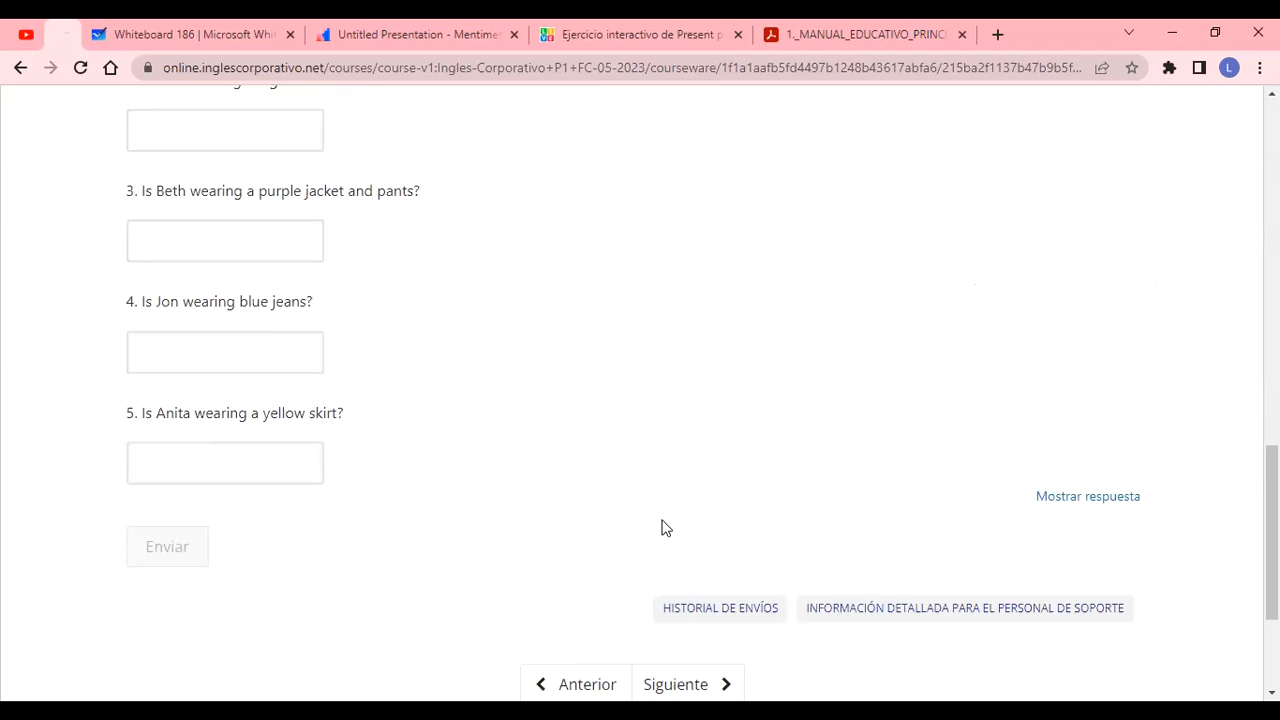 Whiteboard 186 | Microsoft Whi
Untitled Presentation - Mentimet
Ejercicio interactivo de Present p
1._MANUAL_EDUCATIVO_PRINCI
online.inglescorporativo.net/courses/course-v1:Ingles-Corporativo+P1+FC-05-2023/courseware/1f1a1aafb5fd4497b1248b43617abfa6/215ba2f1137b47b9b5f...
L
3. Is Beth wearing a purple jacket and pants?
4. Is Jon wearing blue jeans?
5. Is Anita wearing a yellow skirt?
Mostrar respuesta
Enviar
HISTORIAL DE ENVÍOS
INFORMACIÓN DETALLADA PARA EL PERSONAL DE SOPORTE
Anterior
Siguiente